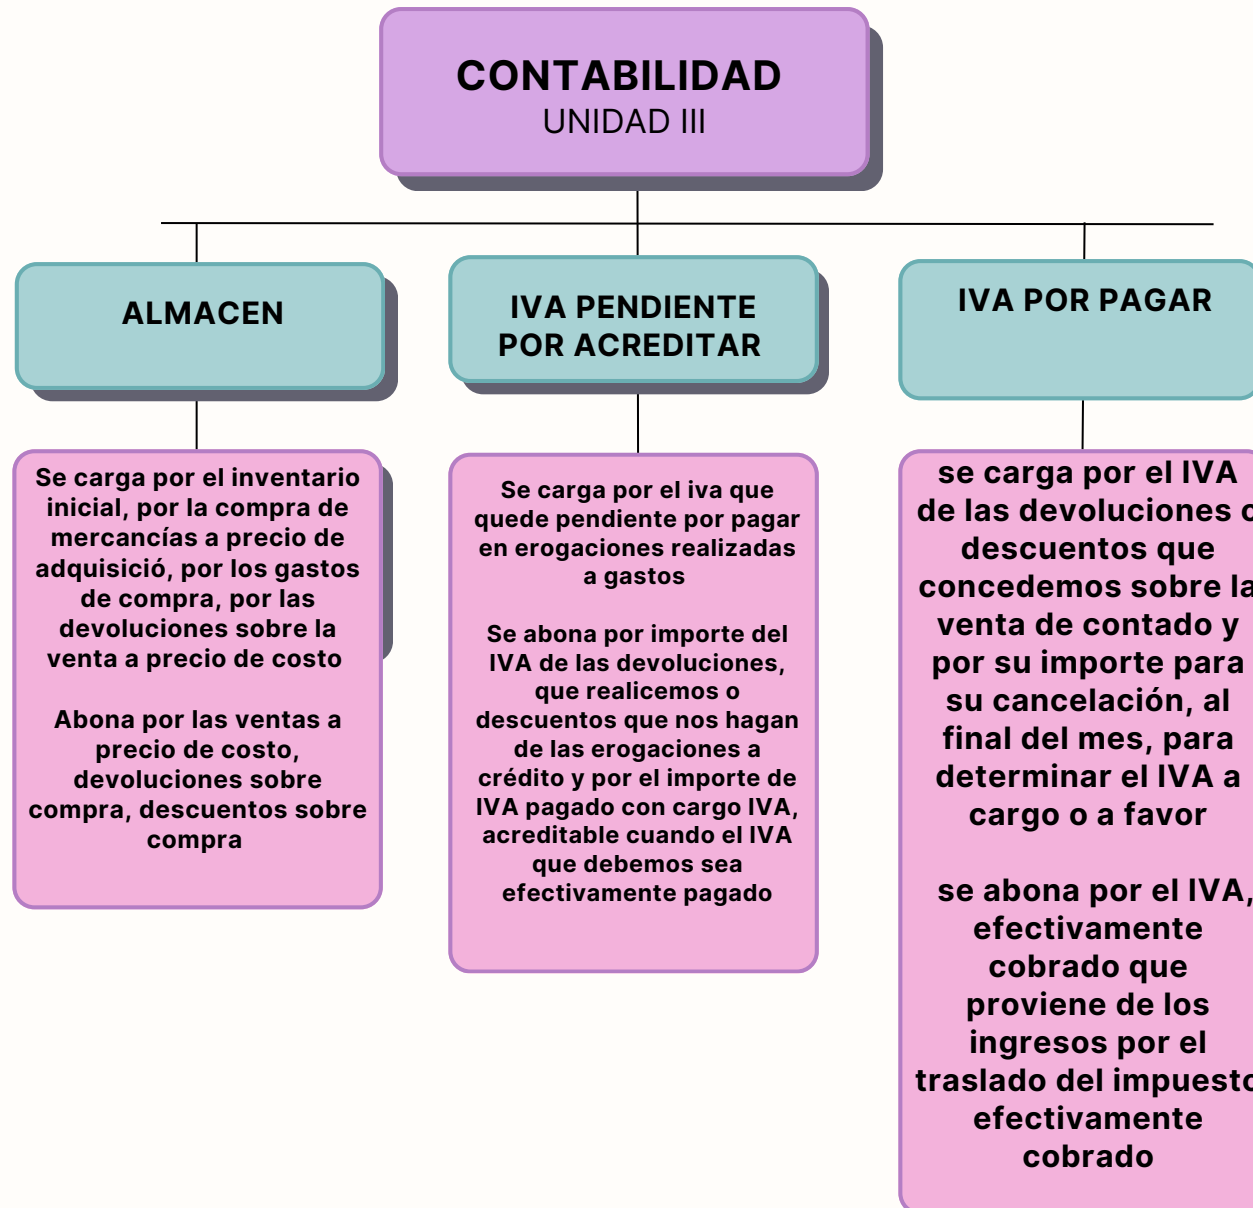 CONTABILIDAD
UNIDAD III
ALMACEN
Se carga por el inventario
inicial, por la compra de
mercancías a precio de
adquisició, por los gastos
de compra, por las
devoluciones sobre la
venta a precio de costo
Abona por las ventas a
precio de costo,
devoluciones sobre
compra, descuentos sobre
compra
IVA PENDIENTE
POR ACREDITAR
Se carga por el iva que
quede pendiente por pagar
en erogaciones realizadas
a gastos
Se abona por importe del
IVA de las devoluciones,
que realicemos o
descuentos que nos hagan
de las erogaciones a
crédito y por el importe de
IVA pagado con cargo IVA,
acreditable cuando el IVA
que debemos sea
efectivamente pagado
IVA POR PAGAR
se carga por el IVA
de las devoluciones o
descuentos que
concedemos sobre la
venta de contado y
por su importe para
su cancelación, al
final del mes, para
determinar el IVA a
cargo o a favor
se abona por el IVA,
efectivamente
cobrado que
proviene de los
ingresos por el
traslado del impuesto
efectivamente
cobrado